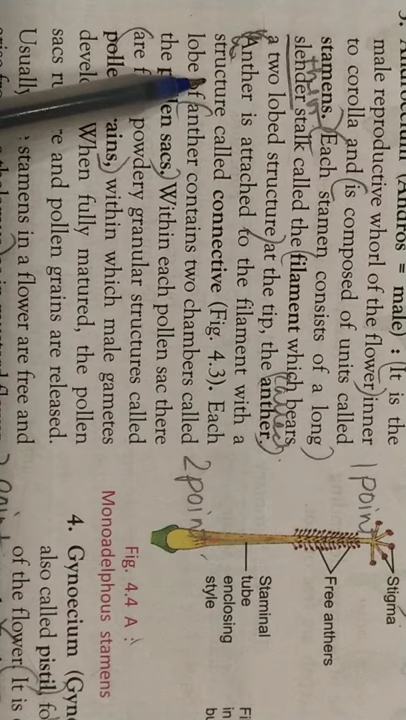 Androecium (Andros = male) : It is the
male reproductive whorl of the flower inner
to corolla and is composed of units called
stamens. Each stamen consists of a long
slender stalk called the filament which bears
a two lobed structure at the tip, the anther.
Anther is attached to the filament with a
structure called connective (Fig. 4.3). Each
lobe of anther contains two chambers called
the sacs. Within each pollen sac there
are powdery granular structures called
within which male gametes
When fully matured, the pollen
sacs and pollen grains are released.
stamens in a flower are free and
thin
1 poin
2 poin
Stigma
Free anthers
Staminal
tube
enclosing
style
Fig. 4.4 A :
Monoadelphous stamens
4. Gynoecium
also called pistil
of the flower. It is